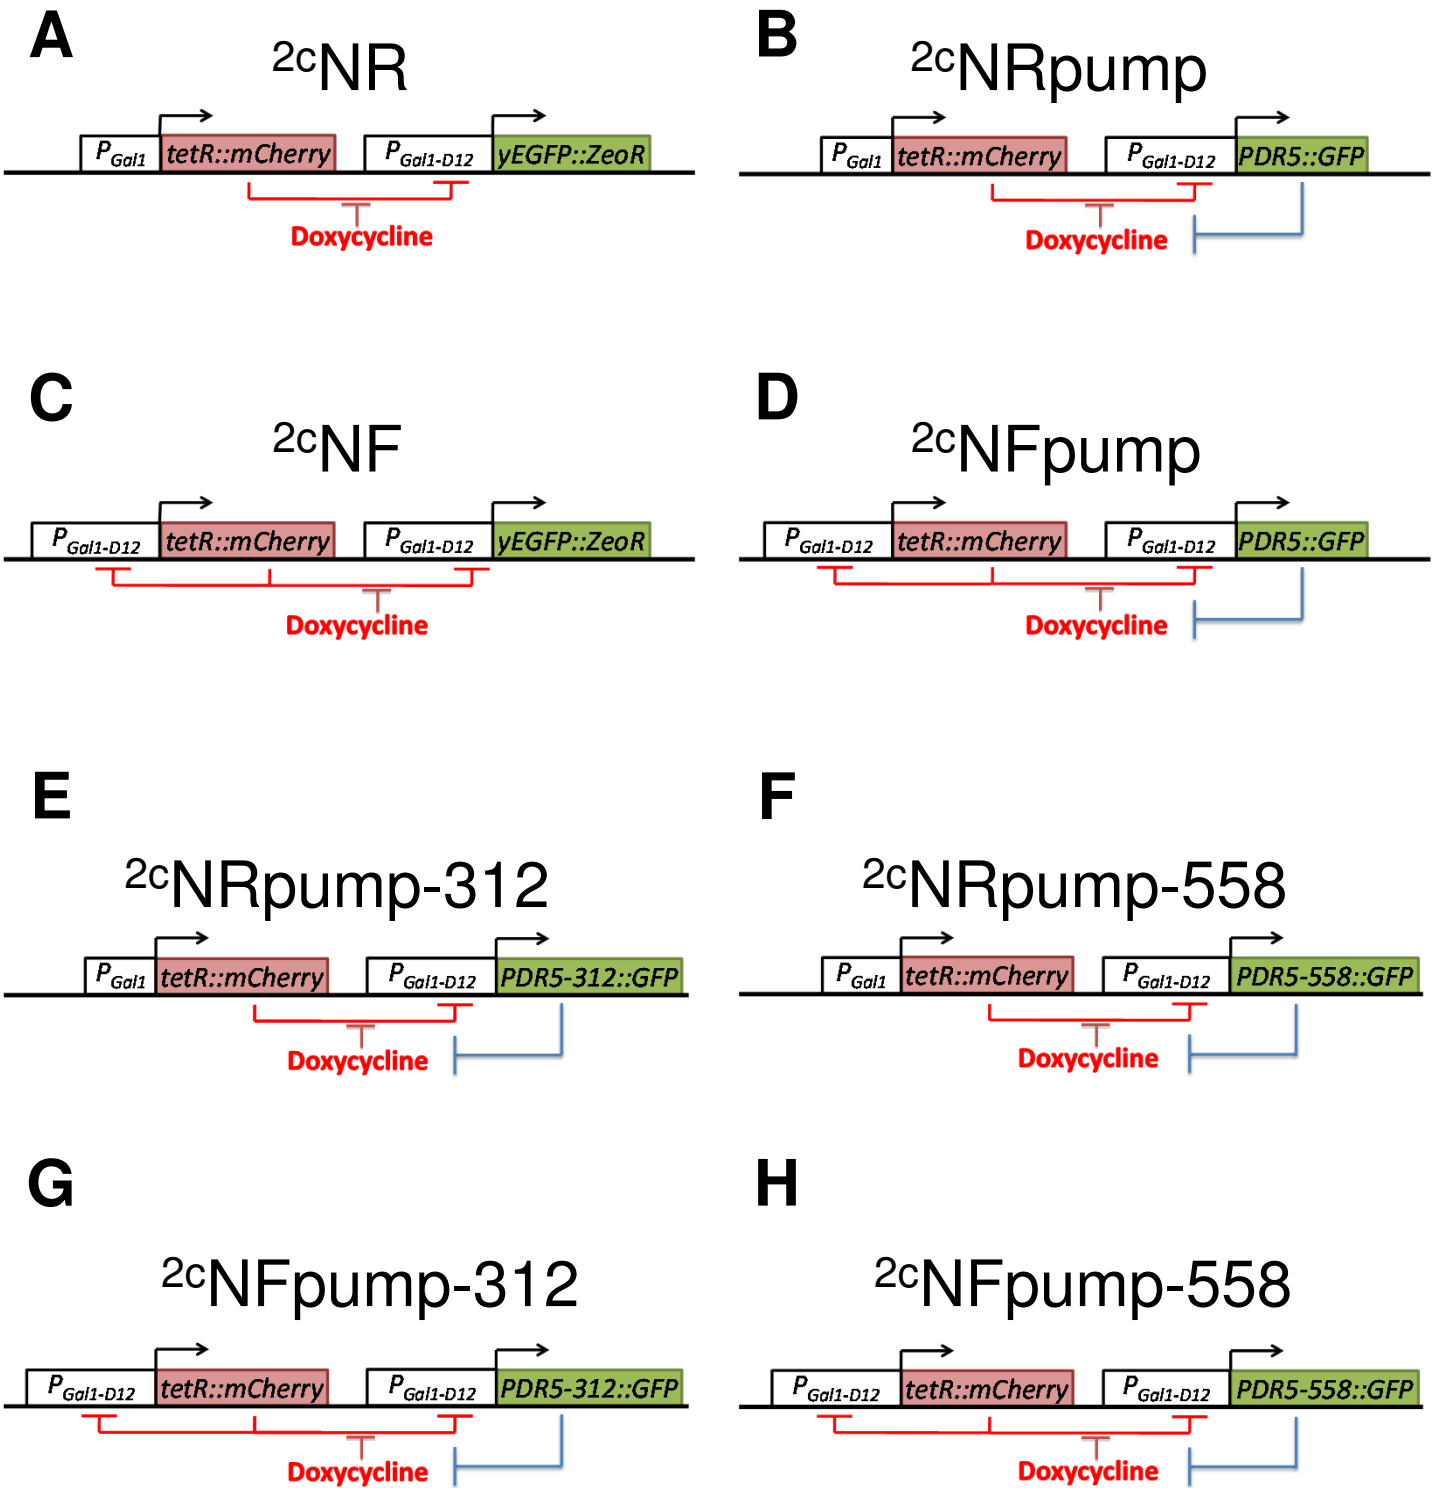 A
2cNR
PGal1 tetR::mCherry PGal1-D12 yEGFP::ZeoR
Doxycycline
B
2cNRpump
PGal1 tetR::mCherry PGal1-D12 PDR5::GFP
Doxycycline
C
2cNF
PGal1-D12 tetR::mCherry PGal1-D12 yEGFP::ZeoR
Doxycycline
D
2cNFpump
PGal1-D12 tetR::mCherry PGal1-D12 PDR5::GFP
Doxycycline
E
2cNRpump-312
PGal1 tetR::mCherry PGal1-D12 PDR5-312::GFP
Doxycycline
F
2cNRpump-558
PGal1 tetR::mCherry PGal1-D12 PDR5-558::GFP
Doxycycline
G
2cNFpump-312
PGal1-D12 tetR::mCherry PGal1-D12 PDR5-312::GFP
Doxycycline
H
2cNFpump-558
PGal1-D12 tetR::mCherry PGal1-D12 PDR5-558::GFP
Doxycycline